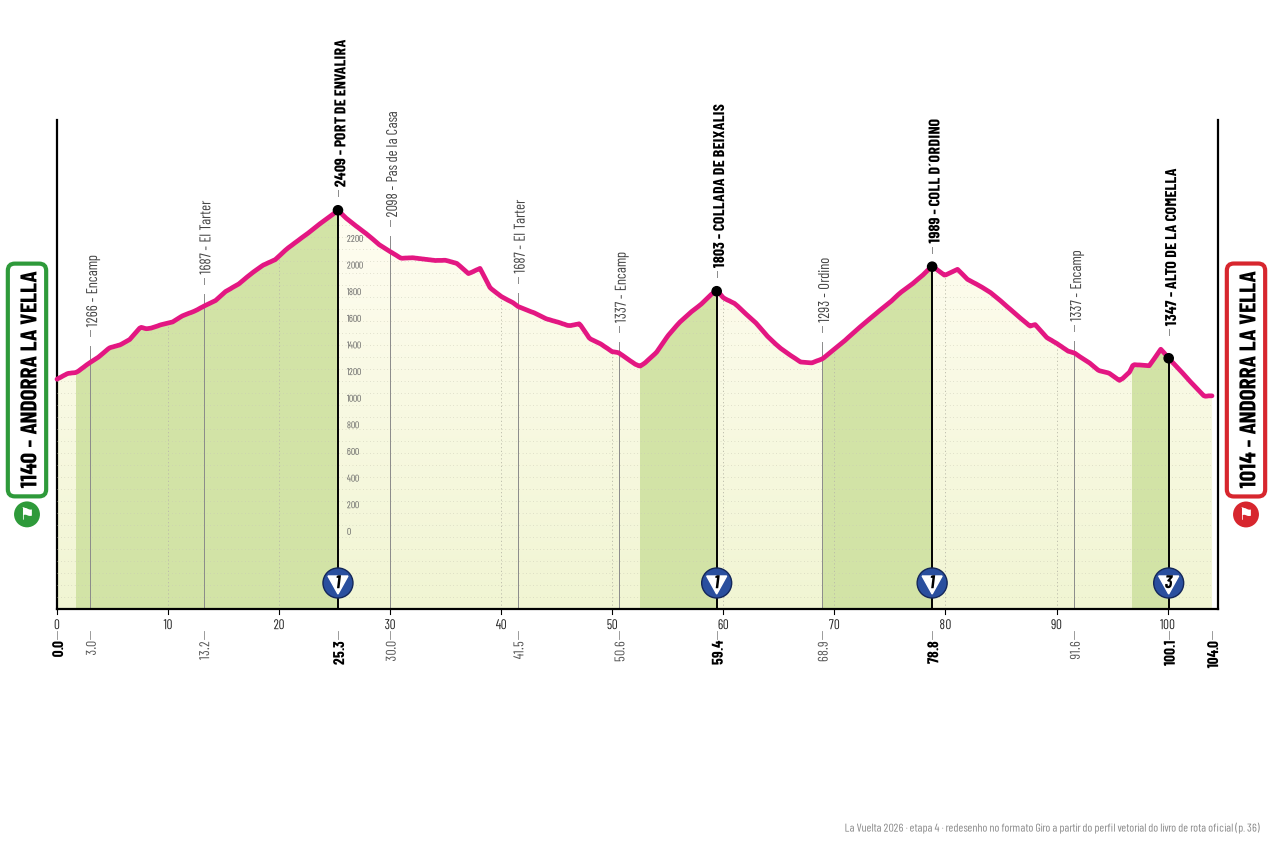 1140 - ANDORRA LA VELLA
1266 - Encamp
1687 - El Tarter
2409 - PORT DE ENVALIRA
2098 - Pas de la Casa
1687 - El Tarter
1337 - Encamp
1803 - COLLADA DE BEIXALIS
1293 - Ordino
1989 - COLL D'ORDINO
1337 - Encamp
1347 - ALTO DE LA COMELLA
1014 - ANDORRA LA VELLA
2200
2000
1800
1600
1400
1200
1000
800
600
400
200
0
1
1
1
3
0 10 20 30 40 50 60 70 80 90 100
0.0 3.0 13.2 25.3 30.0 41.5 50.6 59.4 68.9 78.8 91.6 100.1 104.0
La Vuelta 2026 · etapa 4 · redesenho no formato Giro a partir do perfil vetorial do livro de rota oficial (p. 36)